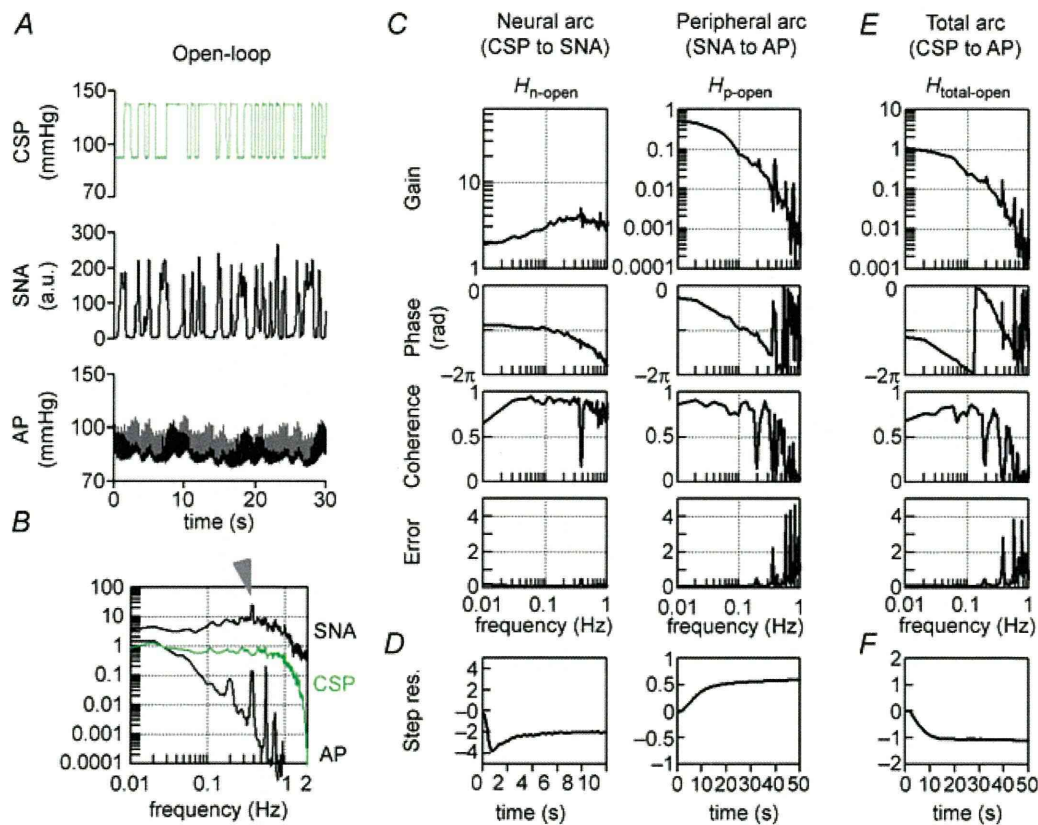 A
Open-loop
150
100
70
CSP
(mmHg)
300
200
100
0
SNA
(a.u.)
150
100
70
AP
(mmHg)
0 10 20 30
time (s)
B
100
10
1
0.1
0.01
0.001
0.0001
SNA
CSP
AP
0.01 0.1 1 2
frequency (Hz)
C
Neural arc
(CSP to SNA)
Peripheral arc
(SNA to AP)
Hn-open
Hp-open
Gain
10
1
1
0.1
0.01
0.001
0.0001
Phase
(rad)
0
–2π
0
–2π
Coherence
1
0.5
0
1
0.5
0
Error
4
2
0
4
2
0
0.01 0.1 1
frequency (Hz)
0.01 0.1 1
frequency (Hz)
D
Step res.
4
2
–0
–2
–4
0 2 4 6 8 10
time (s)
1
0.5
0
–0.5
–1
0 10 20 30 40 50
time (s)
E
Total arc
(CSP to AP)
Htotal-open
10
1
0.1
0.01
0.001
0
–2π
1
0.5
0
4
2
0
0.01 0.1 1
frequency (Hz)
F
2
1
0
–1
–2
0 10 20 30 40 50
time (s)